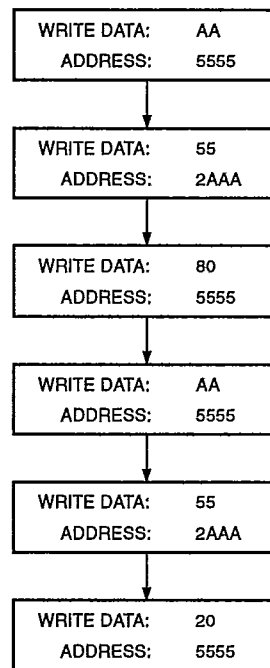 WRITE DATA: AA
ADDRESS: 5555
WRITE DATA: 55
ADDRESS: 2AAA
WRITE DATA: 80
ADDRESS: 5555
WRITE DATA: AA
ADDRESS: 5555
WRITE DATA: 55
ADDRESS: 2AAA
WRITE DATA: 20
ADDRESS: 5555